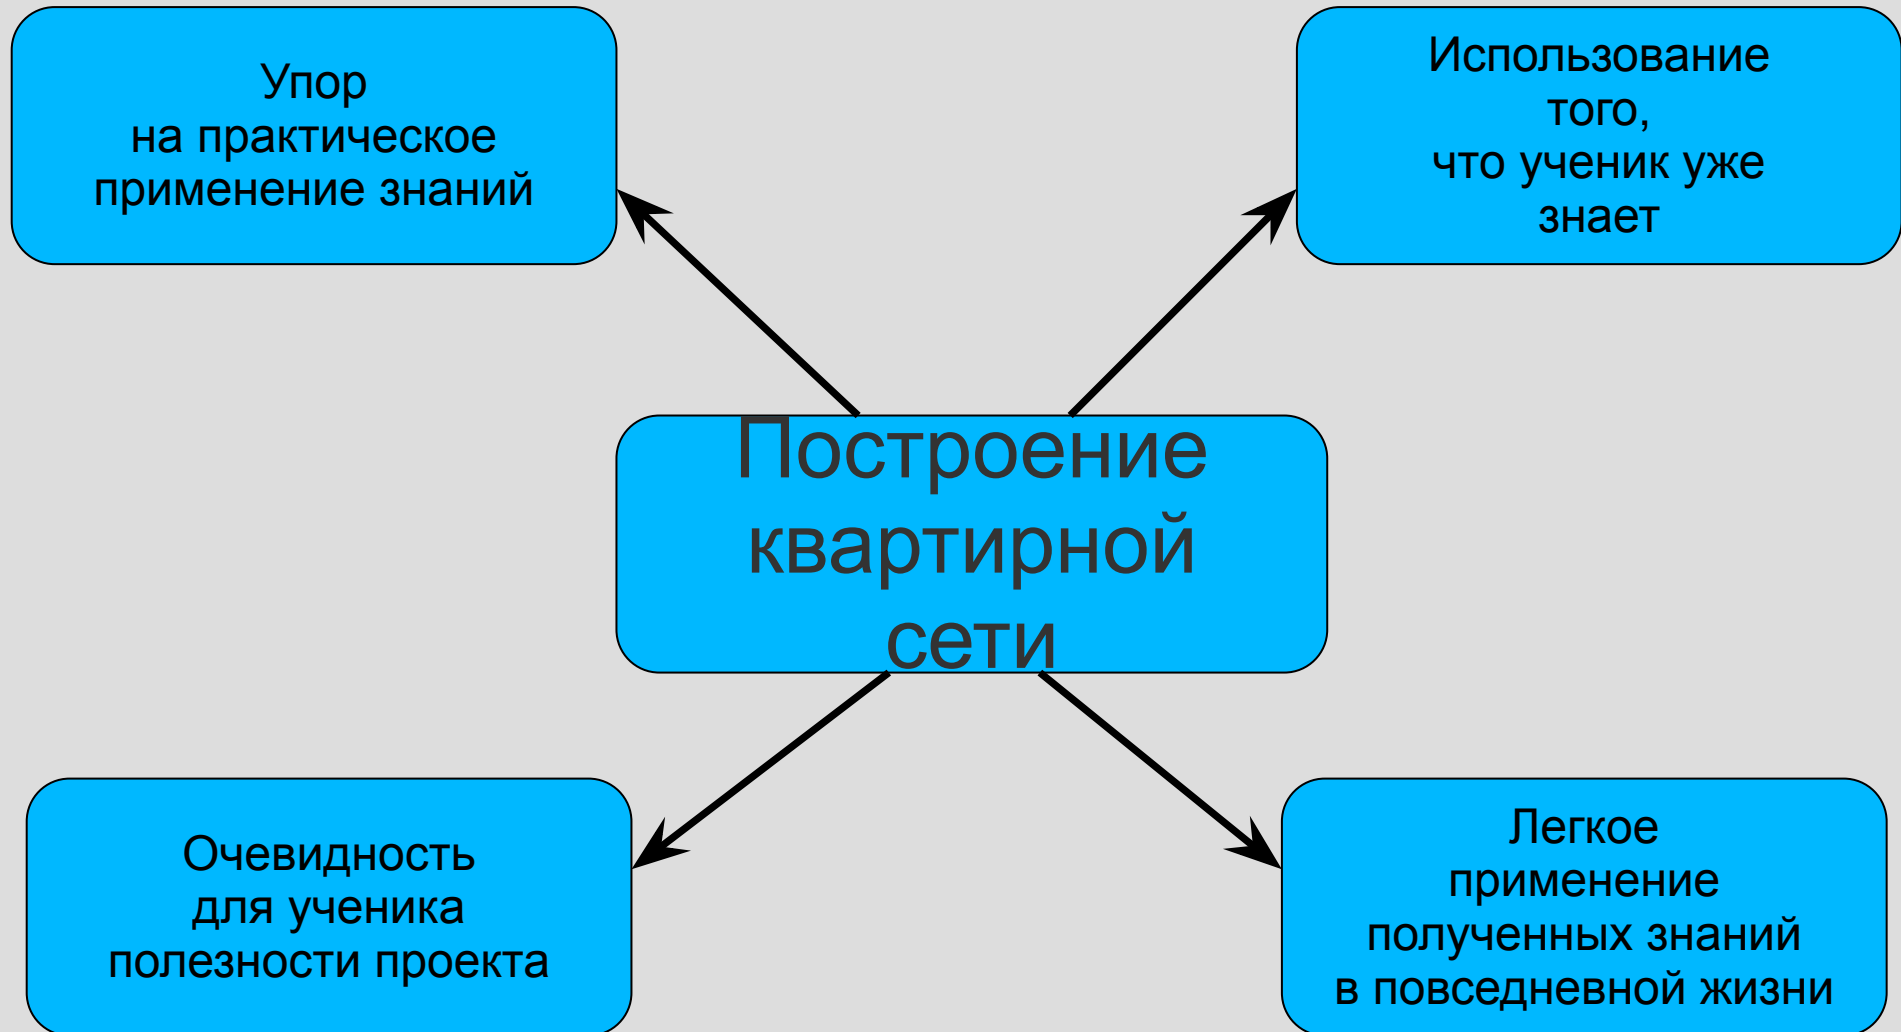 Упор
на практическое
применение знаний
Использование
того,
что ученик уже
знает
Построение
квартирной
сети
Очевидность
для ученика
полезности проекта
Легкое
применение
полученных знаний
в повседневной жизни